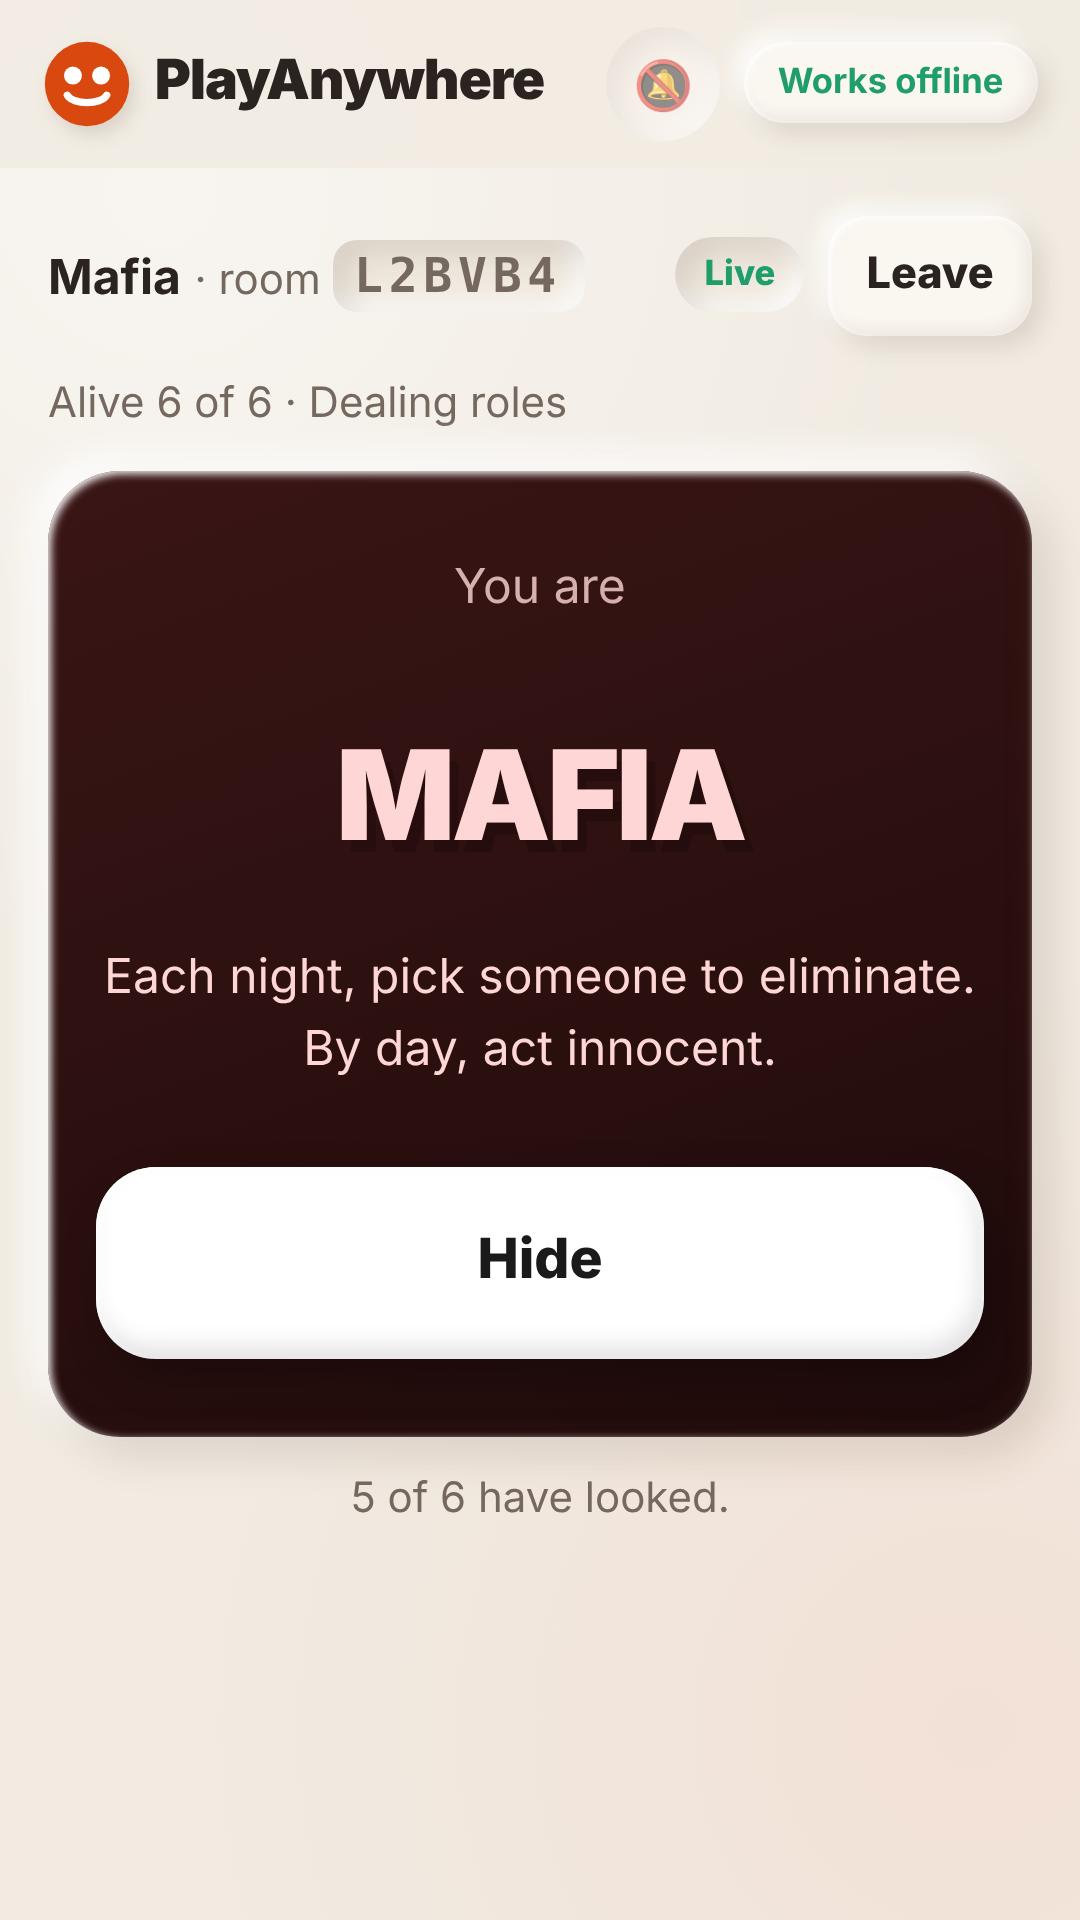 PlayAnywhere
Works offline
Mafia · room L2BVB4
Live
Leave
Alive 6 of 6 · Dealing roles
You are
MAFIA
Each night, pick someone to eliminate.
By day, act innocent.
Hide
5 of 6 have looked.